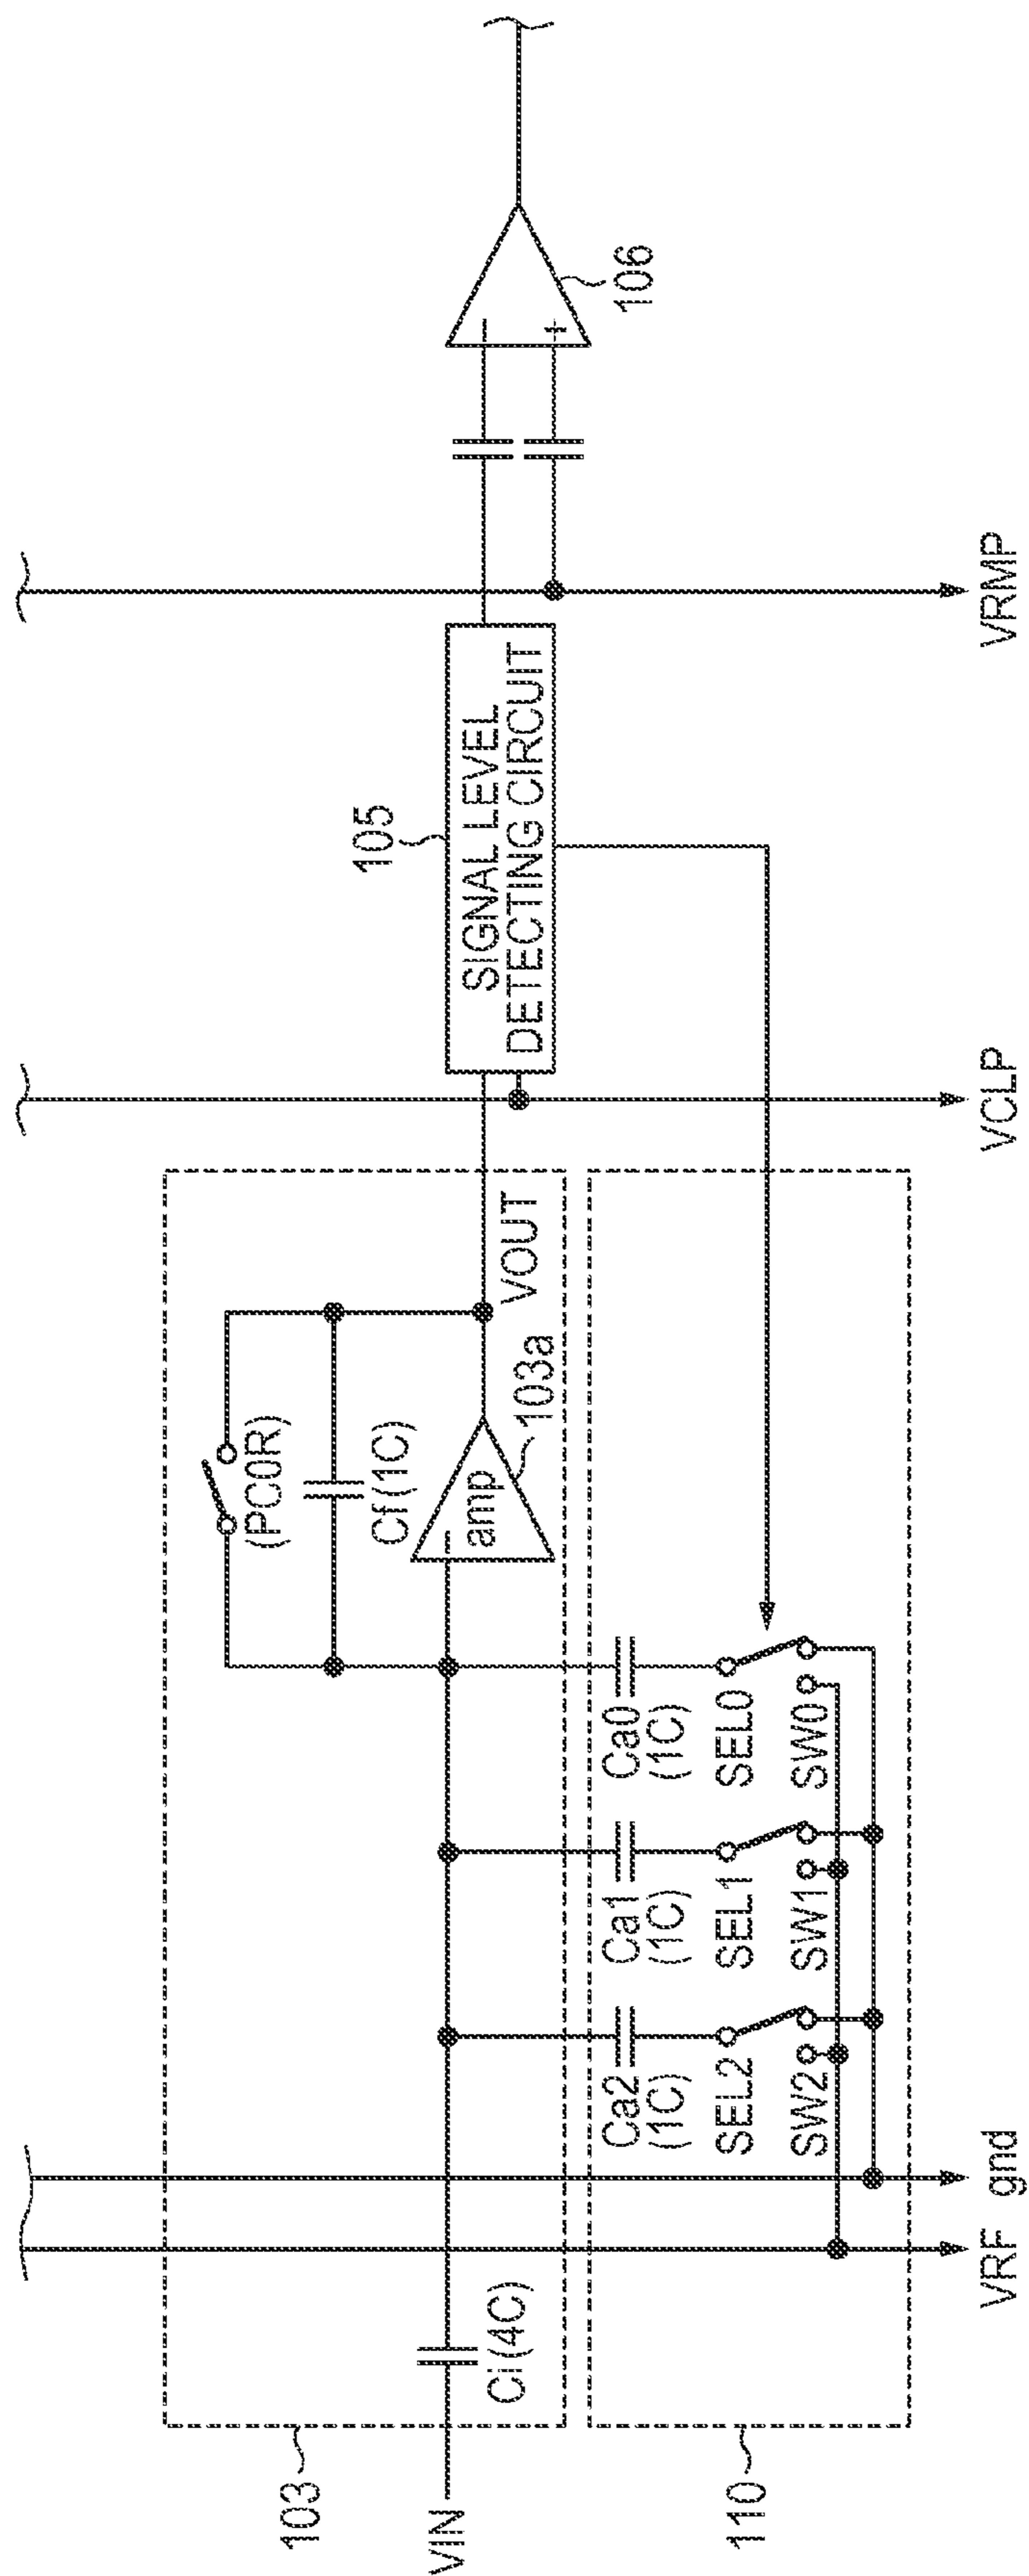 103
VIN
Ci (4C)
(PC0R)
Cf (1C)
amp
103a
VOUT
105
SIGNAL LEVEL
DETECTING CIRCUIT
106
110
Ca2
(1C)
SEL2
SW2
Ca1
(1C)
SEL1
SW1
Ca0
(1C)
SEL0
SW0
VRF
gnd
VCLP
VRMP